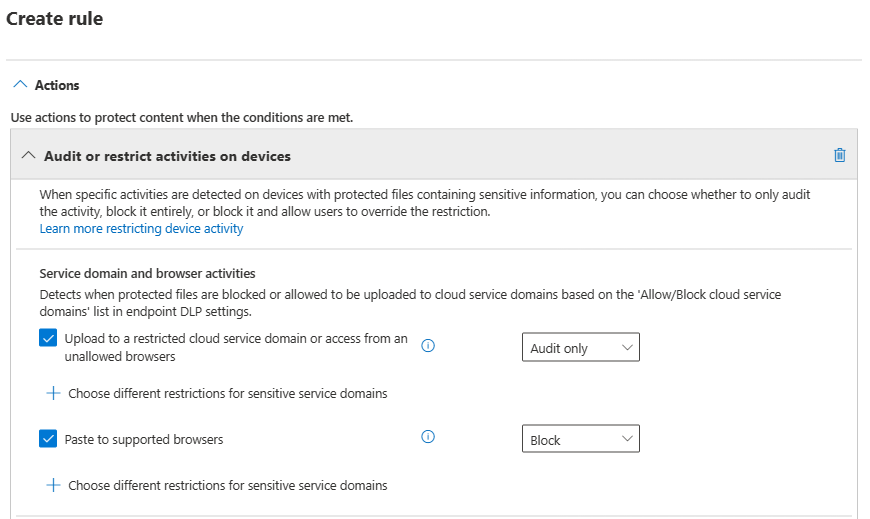 Create rule
Actions
Use actions to protect content when the conditions are met.
Audit or restrict activities on devices
When specific activities are detected on devices with protected files containing sensitive information, you can choose whether to only audit
the activity, block it entirely, or block it and allow users to override the restriction.
Learn more restricting device activity
Service domain and browser activities
Detects when protected files are blocked or allowed to be uploaded to cloud service domains based on the 'Allow/Block cloud service
domains' list in endpoint DLP settings.
Upload to a restricted cloud service domain or access from an
unallowed browsers
Audit only
Choose different restrictions for sensitive service domains
Paste to supported browsers
Block
Choose different restrictions for sensitive service domains